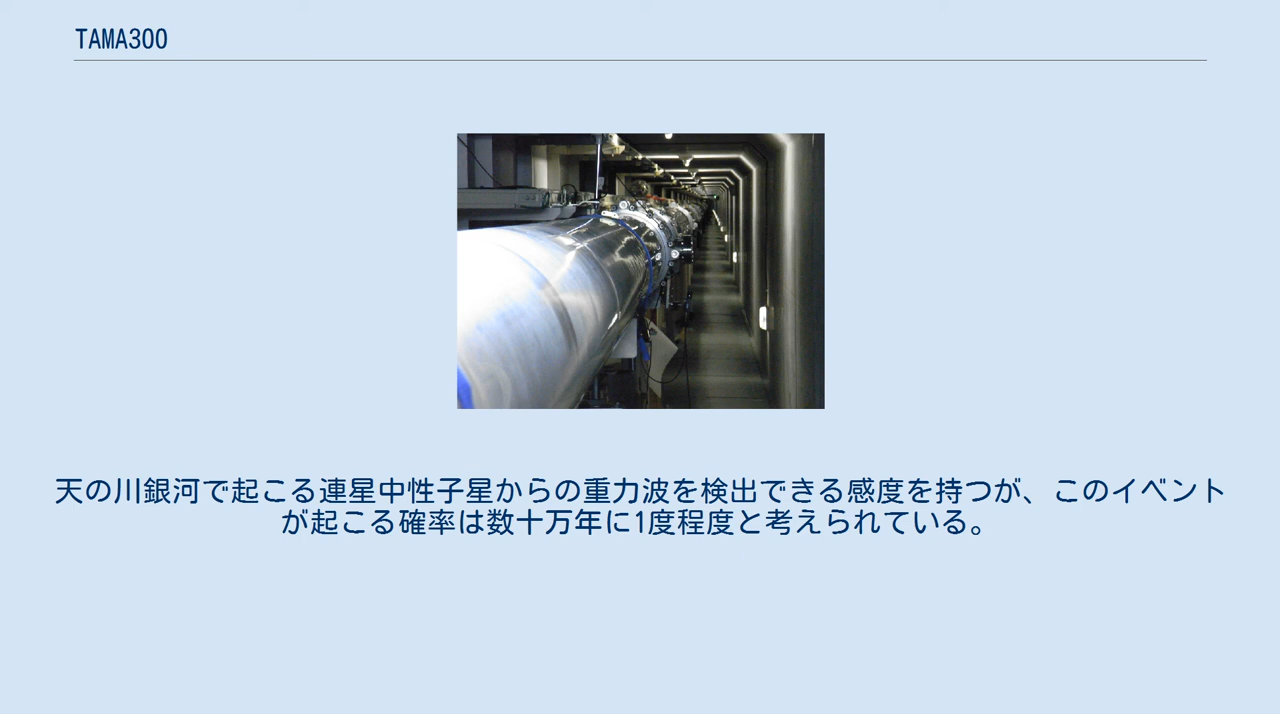 TAMA300
天の川銀河で起こる連星中性子星からの重力波を検出できる感度を持つが、このイベント
が起こる確率は数十万年に1度程度と考えられている。